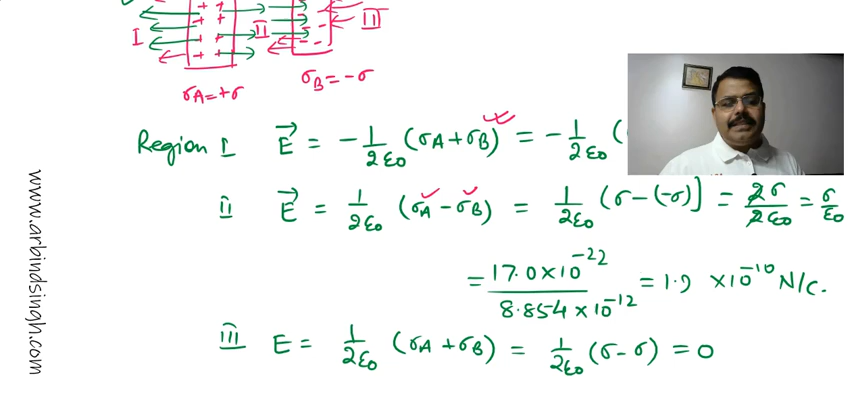 I II III
σA=+σ σB=-σ
Region I E⃗ = -1/2ε0 (σA+σB) = -1/2ε0 (
II E⃗ = 1/2ε0 (σA-σB) = 1/2ε0 (σ-(-σ)] = 2σ/2ε0 = σ/ε0
= 17.0×10^-22/8.854×10^-12 = 1.9 ×10^-10 N/C.
III E = 1/2ε0 (σA+σB) = 1/2ε0 (σ-σ) = 0
www.arbindsingh.com